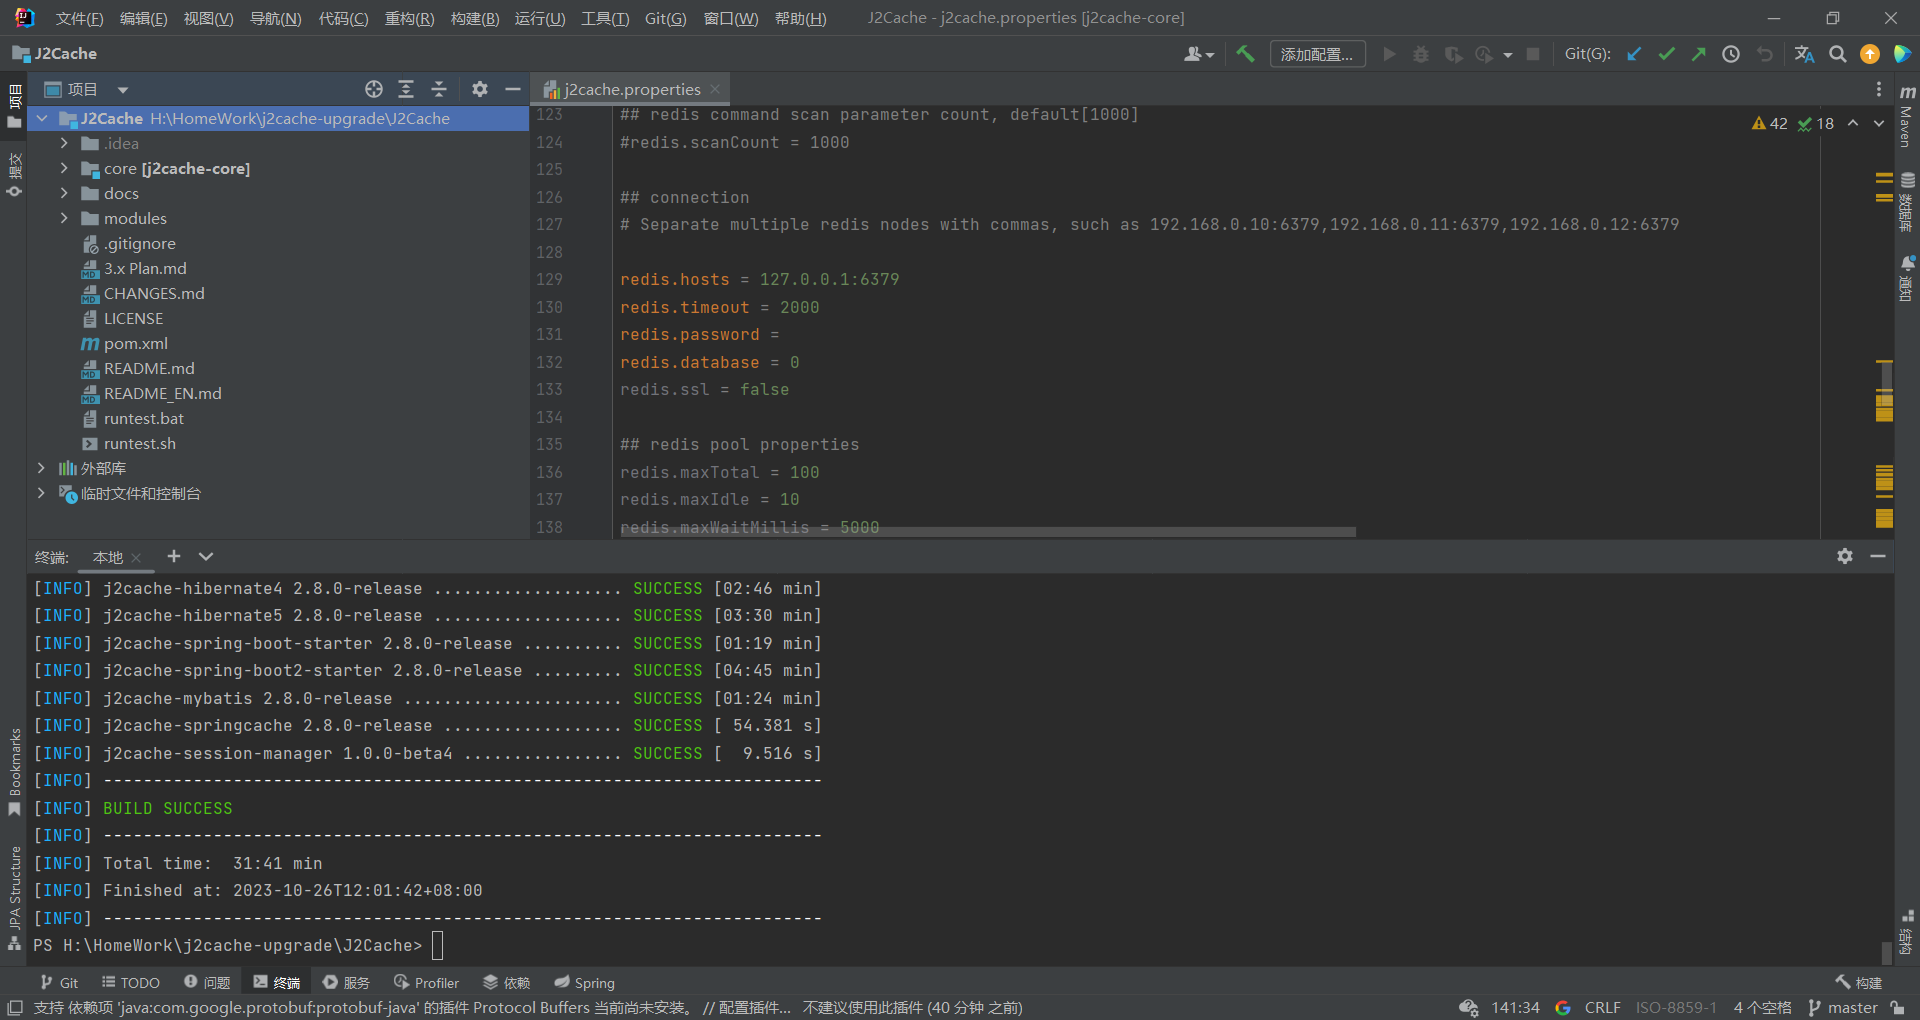 文件(F) 编辑(E) 视图(V) 导航(N) 代码(C) 重构(R) 构建(B) 运行(U) 工具(T) Git(G) 窗口(W) 帮助(H) J2Cache - j2cache.properties [j2cache-core]
J2Cache 添加配置... Git(G):
项目 j2cache.properties
J2Cache H:\HomeWork\j2cache-upgrade\J2Cache
.idea
core [j2cache-core]
docs
modules
.gitignore
3.x Plan.md
CHANGES.md
LICENSE
pom.xml
README.md
README_EN.md
runtest.bat
runtest.sh
外部库
临时文件和控制台
42 18
123 ## redis command scan parameter count, default[1000]
124 #redis.scanCount = 1000
125
126 ## connection
127 # Separate multiple redis nodes with commas, such as 192.168.0.10:6379,192.168.0.11:6379,192.168.0.12:6379
128
129 redis.hosts = 127.0.0.1:6379
130 redis.timeout = 2000
131 redis.password =
132 redis.database = 0
133 redis.ssl = false
134
135 ## redis pool properties
136 redis.maxTotal = 100
137 redis.maxIdle = 10
138 redis.maxWaitMillis = 5000
项目
提交
Bookmarks
JPA Structure
Maven
数据库
通知
结构
终端: 本地
[INFO] j2cache-hibernate4 2.8.0-release ................... SUCCESS [02:46 min]
[INFO] j2cache-hibernate5 2.8.0-release ................... SUCCESS [03:30 min]
[INFO] j2cache-spring-boot-starter 2.8.0-release .......... SUCCESS [01:19 min]
[INFO] j2cache-spring-boot2-starter 2.8.0-release ......... SUCCESS [04:45 min]
[INFO] j2cache-mybatis 2.8.0-release ...................... SUCCESS [01:24 min]
[INFO] j2cache-springcache 2.8.0-release .................. SUCCESS [ 54.381 s]
[INFO] j2cache-session-manager 1.0.0-beta4 ................ SUCCESS [  9.516 s]
[INFO] ------------------------------------------------------------------------
[INFO] BUILD SUCCESS
[INFO] ------------------------------------------------------------------------
[INFO] Total time:  31:41 min
[INFO] Finished at: 2023-10-26T12:01:42+08:00
[INFO] ------------------------------------------------------------------------
PS H:\HomeWork\j2cache-upgrade\J2Cache>
Git TODO 问题 终端 服务 Profiler 依赖 Spring 构建
支持 依赖项 'java:com.google.protobuf:protobuf-java' 的插件 Protocol Buffers 当前尚未安装。 // 配置插件... 不建议使用此插件 (40 分钟 之前) 141:34 CRLF ISO-8859-1 4 个空格 master